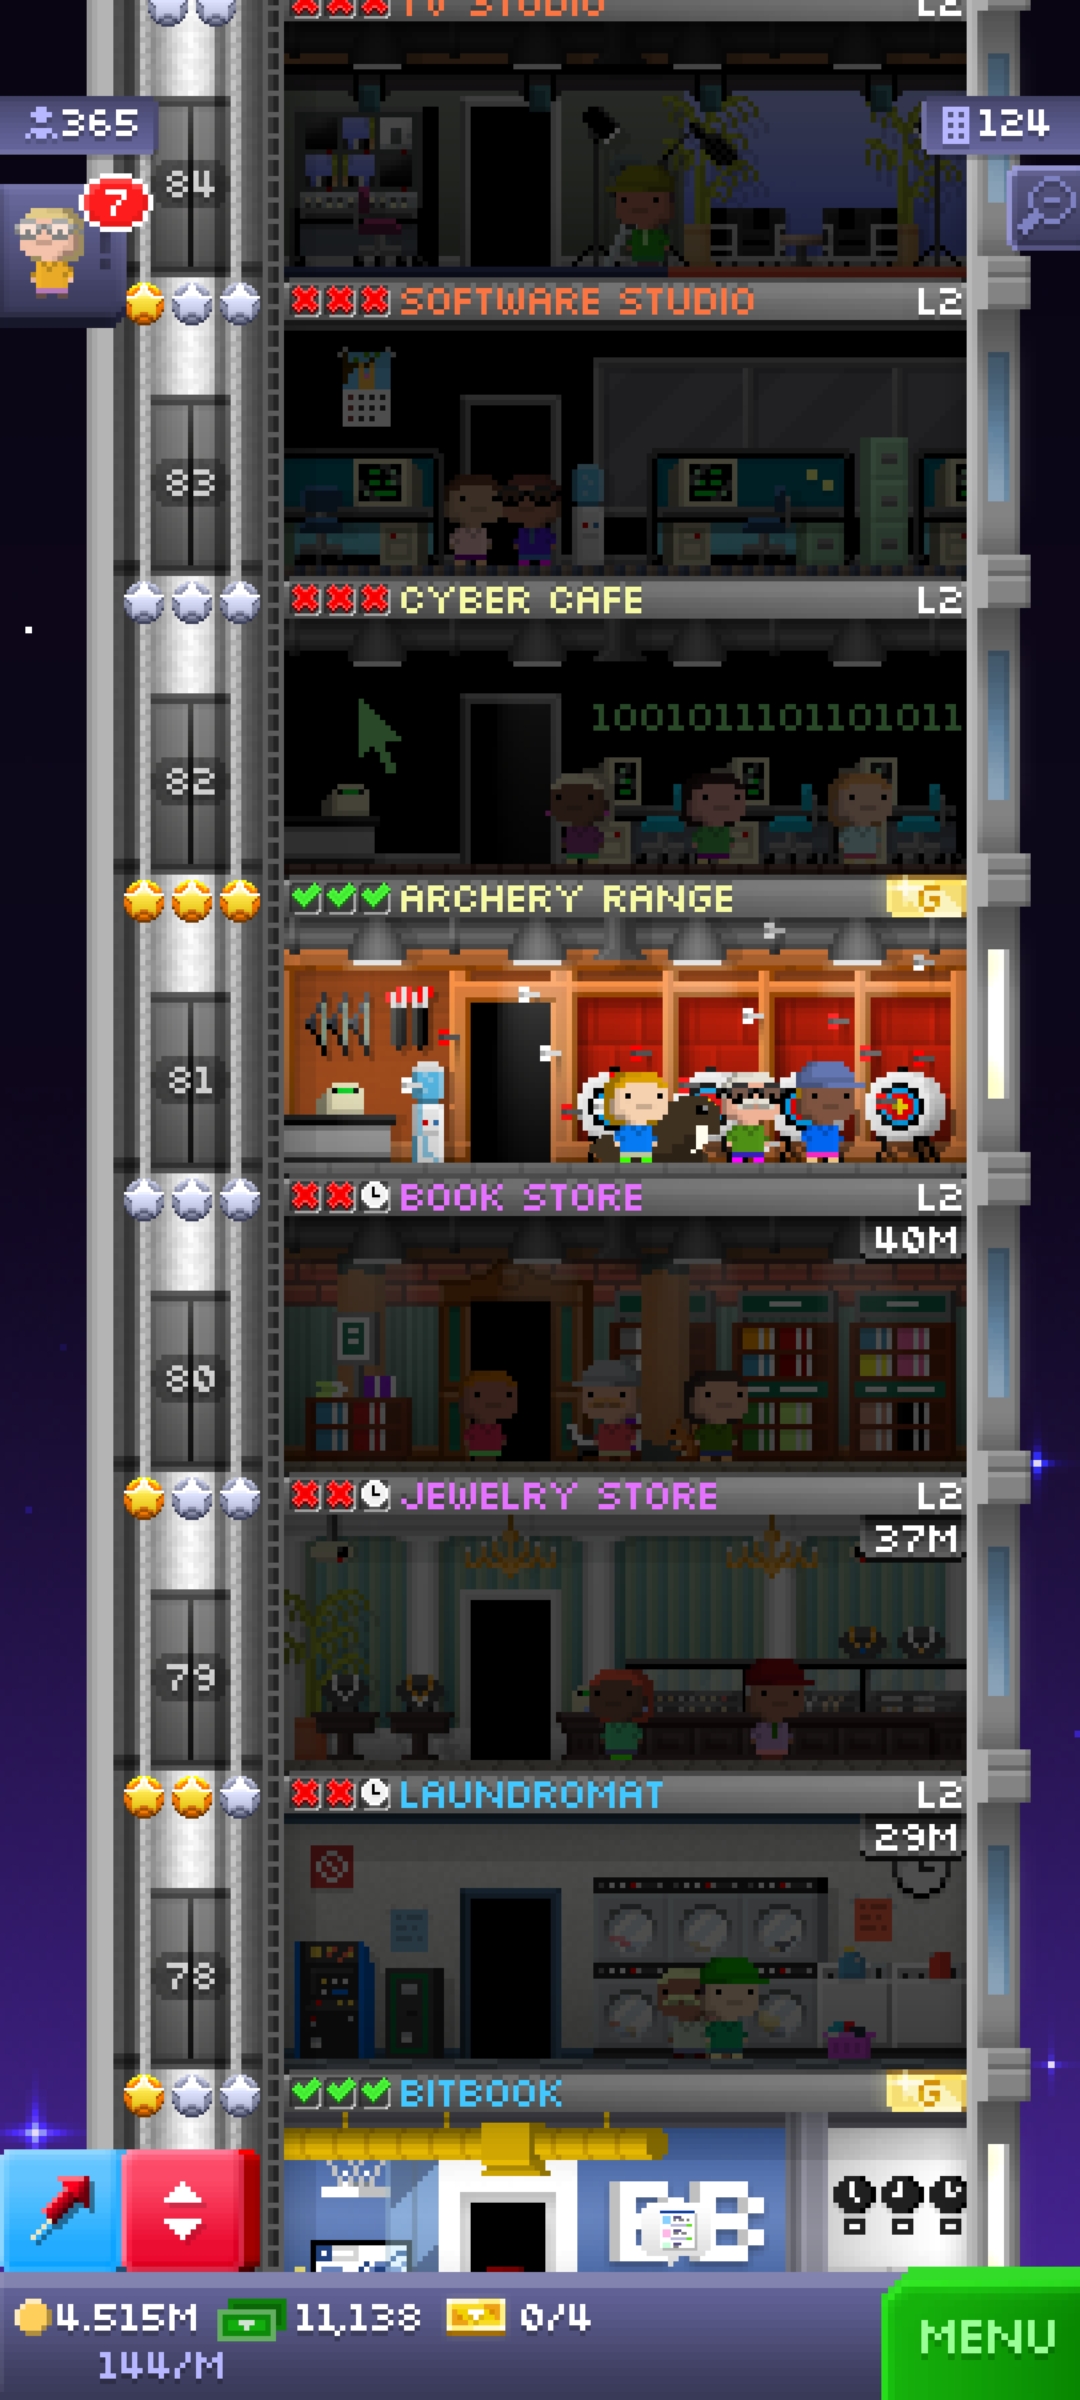 TV STUDIO L2
365
124
7
84
SOFTWARE STUDIO L2
83
CYBER CAFE L2
1001011101101011
82
ARCHERY RANGE G
81
BOOK STORE L2
40M
80
JEWELRY STORE L2
37M
79
LAUNDROMAT L2
29M
78
BITBOOK G
4.515M 11,138 0/4
144/M
MENU